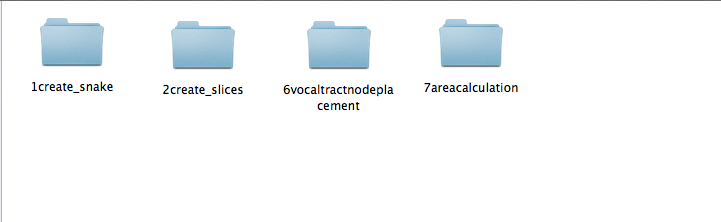 1create_snake
2create_slices
6vocaltractnodepla
cement
7areacalculation